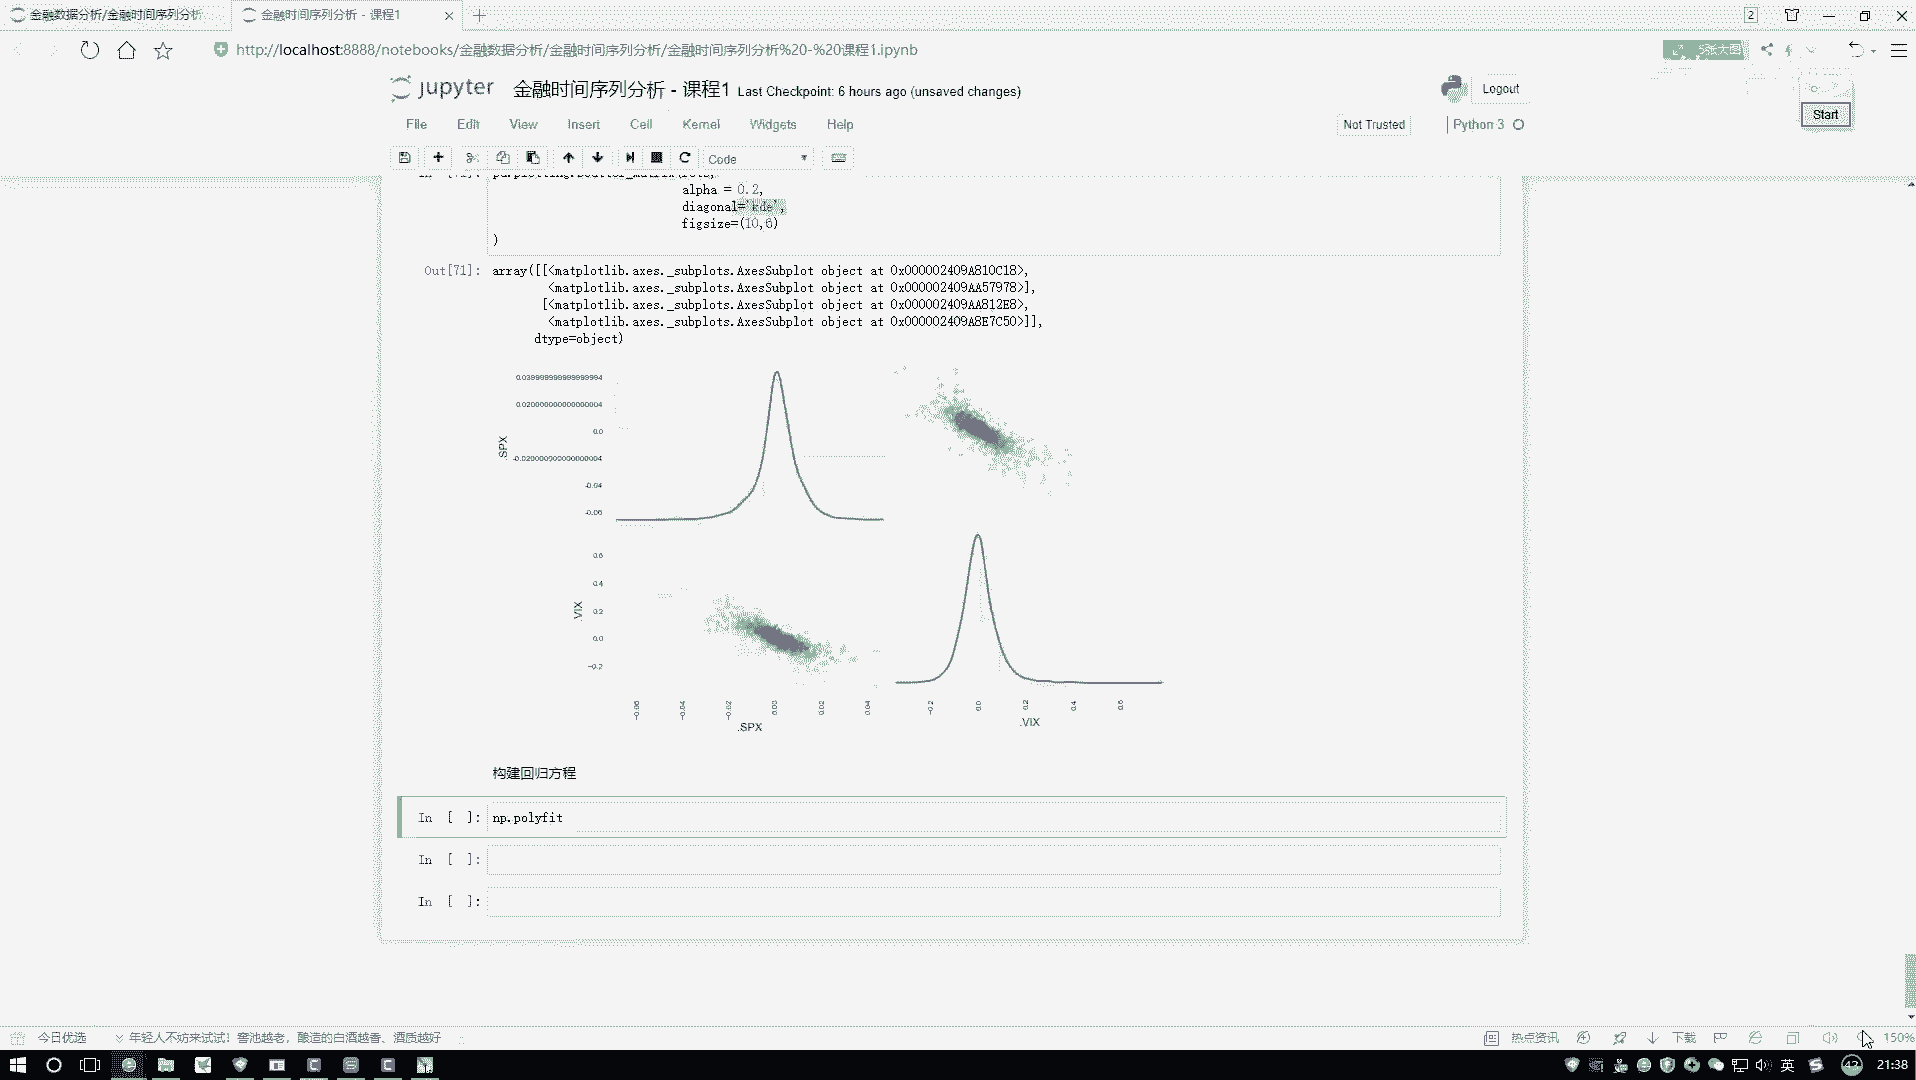 金融数据分析/金融时间序列分析
金融时间序列分析 - 课程1
2
http://localhost:8888/notebooks/金融数据分析/金融时间序列分析/金融时间序列分析%20-%20课程1.ipynb
5张大图
jupyter 金融时间序列分析 - 课程1 Last Checkpoint: 6 hours ago (unsaved changes)
Logout
Start
File Edit View Insert Cell Kernel Widgets Help
Not Trusted
Python 3
Code
alpha = 0.2,
diagonal='kde',
figsize=(10,6)
)
Out[71]: array([[<matplotlib.axes._subplots.AxesSubplot object at 0x000002409A810C18>,
<matplotlib.axes._subplots.AxesSubplot object at 0x000002409AA57978>],
[<matplotlib.axes._subplots.AxesSubplot object at 0x000002409AA812E8>,
<matplotlib.axes._subplots.AxesSubplot object at 0x000002409A8E7C50>]],
dtype=object)
0.0
-0.04
-0.06
.SPX
0.6
0.4
0.2
0.0
-0.2
.VIX
-0.06 -0.04 -0.02 0.00 0.02 0.04
.SPX
-0.2 0.0 0.2 0.4 0.6
.VIX
构建回归方程
In [ ]: np.polyfit
In [ ]:
In [ ]:
今日优选
年轻人不妨来试试！窖池越老，酿造的白酒越香、酒质越好
热点资讯
下载
150%
英
42
21:38